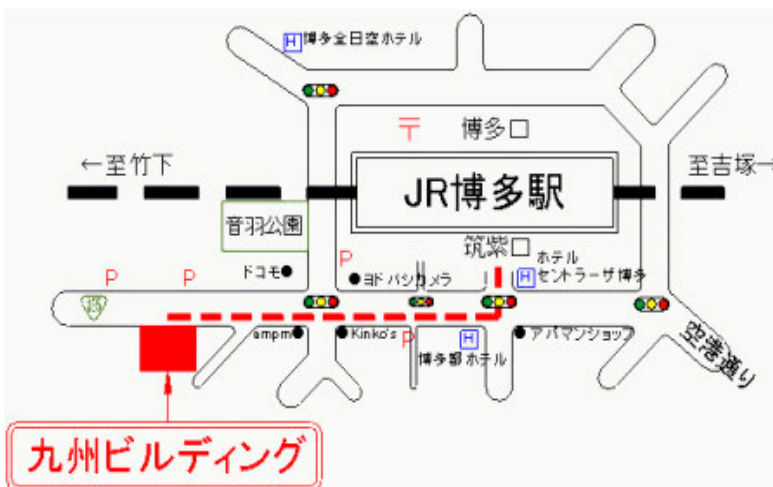 H 博多全日空ホテル
〒 博多口
←至竹下
至吉塚→
JR博多駅
音羽公園
筑紫口
ホテル
H セントラーザ博多
P
P
ドコモ●
P
●ヨドバシカメラ
ampm●
●Kinko's
P
H
博多都ホテル
●アパマンショップ
空港通り
九州ビルディング